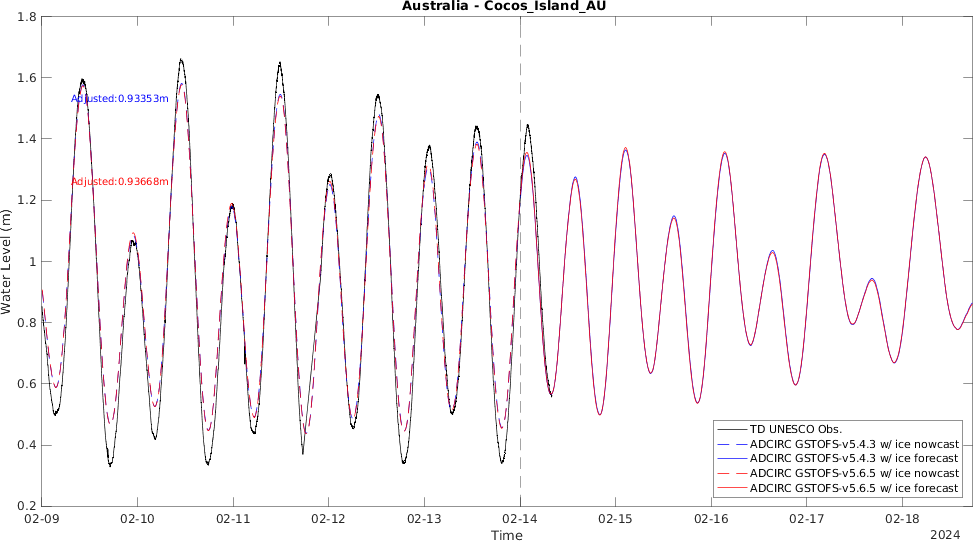 Australia - Cocos_Island_AU
1.8
1.6
1.4
1.2
1
0.8
0.6
0.4
0.2
Water Level (m)
Adjusted:0.93353m
Adjusted:0.93668m
TD UNESCO Obs.
ADCIRC GSTOFS-v5.4.3 w/ ice nowcast
ADCIRC GSTOFS-v5.4.3 w/ ice forecast
ADCIRC GSTOFS-v5.6.5 w/ ice nowcast
ADCIRC GSTOFS-v5.6.5 w/ ice forecast
02-09 02-10 02-11 02-12 02-13 02-14 02-15 02-16 02-17 02-18
Time
2024